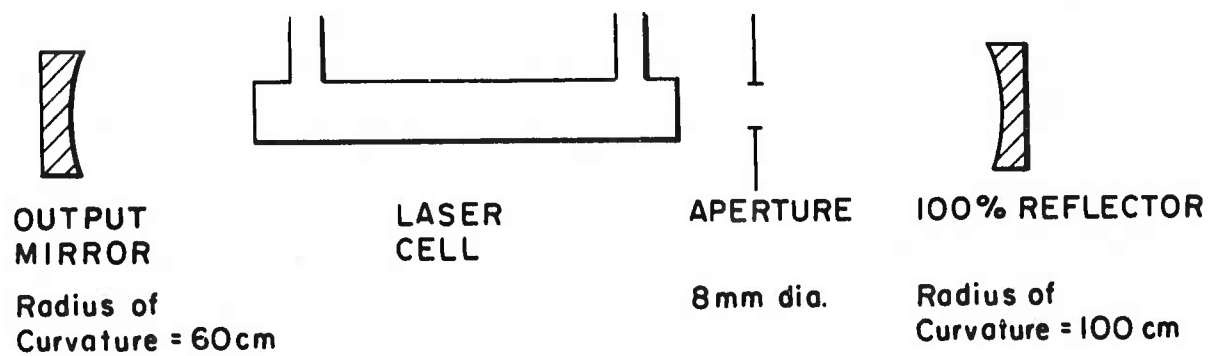 OUTPUT
MIRROR
Radius of
Curvature = 60cm
LASER
CELL
APERTURE
8mm dia.
100% REFLECTOR
Radius of
Curvature = 100 cm